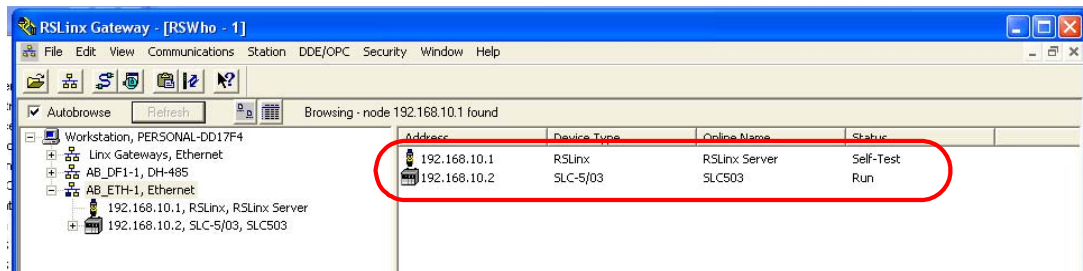 RSLinx Gateway - [RSWho - 1]
File Edit View Communications Station DDE/OPC Security Window Help
Autobrowse Refresh Browsing - node 192.168.10.1 found
Workstation, PERSONAL-DD17F4
Linx Gateways, Ethernet
AB_DF1-1, DH-485
AB_ETH-1, Ethernet
192.168.10.1, RSLinx, RSLinx Server
192.168.10.2, SLC-5/03, SLC503
Address Device Type Online Name Status
192.168.10.1 RSLinx RSLinx Server Self-Test
192.168.10.2 SLC-5/03 SLC503 Run